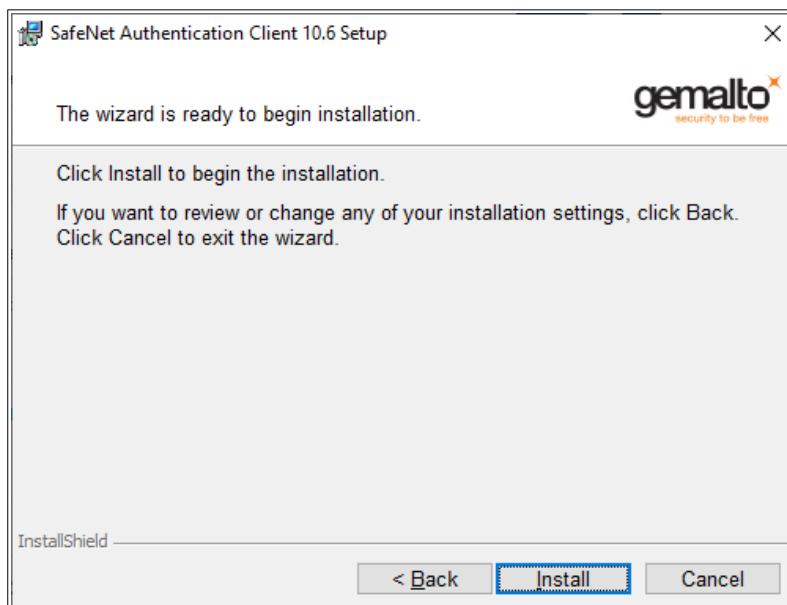 SafeNet Authentication Client 10.6 Setup
The wizard is ready to begin installation.
gemalto
security to be free
Click Install to begin the installation.
If you want to review or change any of your installation settings, click Back.
Click Cancel to exit the wizard.
InstallShield
< Back
Install
Cancel